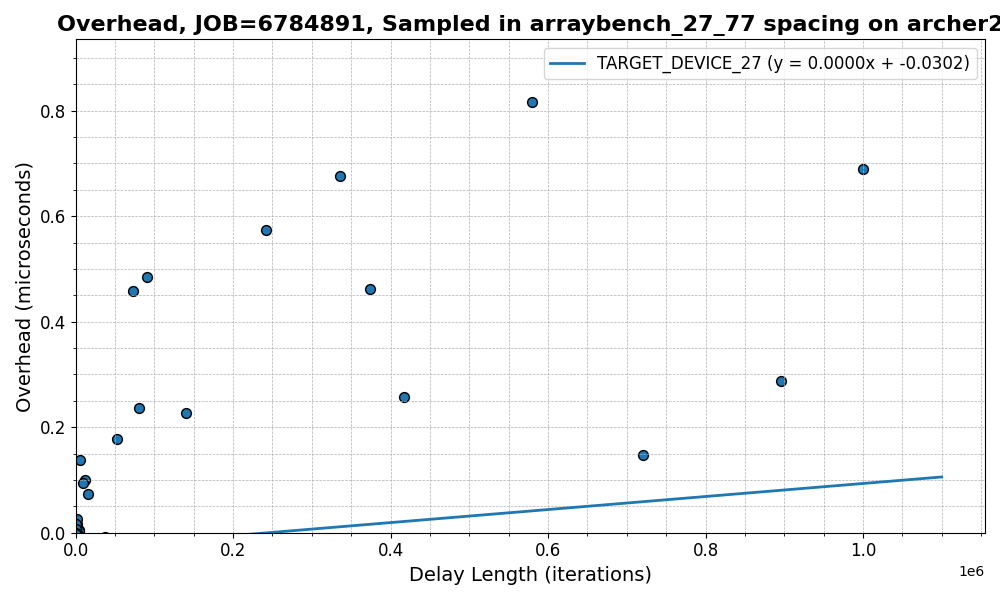 Overhead, JOB=6784891, Sampled in arraybench_27_77 spacing on archer2
TARGET_DEVICE_27 (y = 0.0000x + -0.0302)
Overhead (microseconds)
0.8
0.6
0.4
0.2
0.0
0.0 0.2 0.4 0.6 0.8 1.0
1e6
Delay Length (iterations)